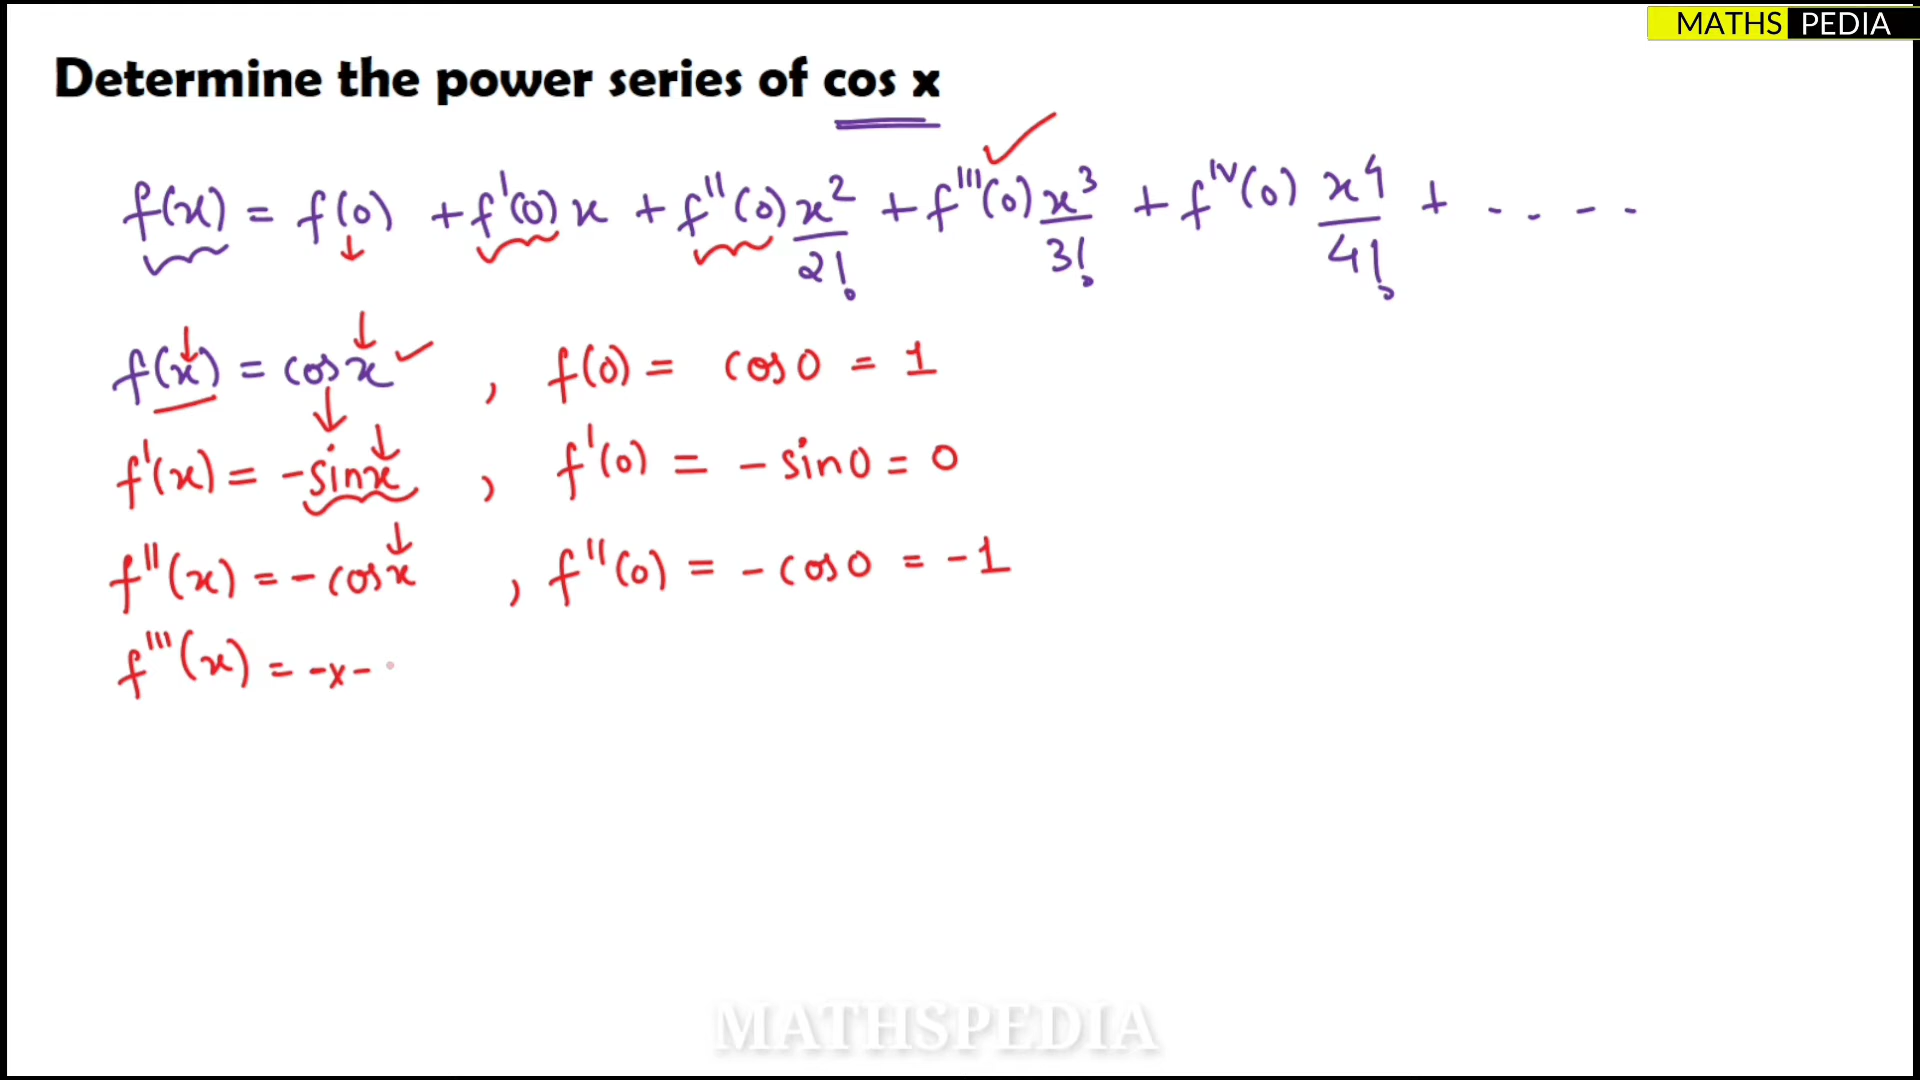 MATHS PEDIA
Determine the power series of cos x
f(x) = f(0) + f'(0) x + f''(0) x²/2! + f'''(0) x³/3! + f^IV(0) x⁴/4! + ....
f(x) = cos x , f(0) = cos 0 = 1
f'(x) = - sin x , f'(0) = - sin 0 = 0
f''(x) = - cos x , f''(0) = - cos 0 = -1
f'''(x) = -x-
MATHSPEDIA